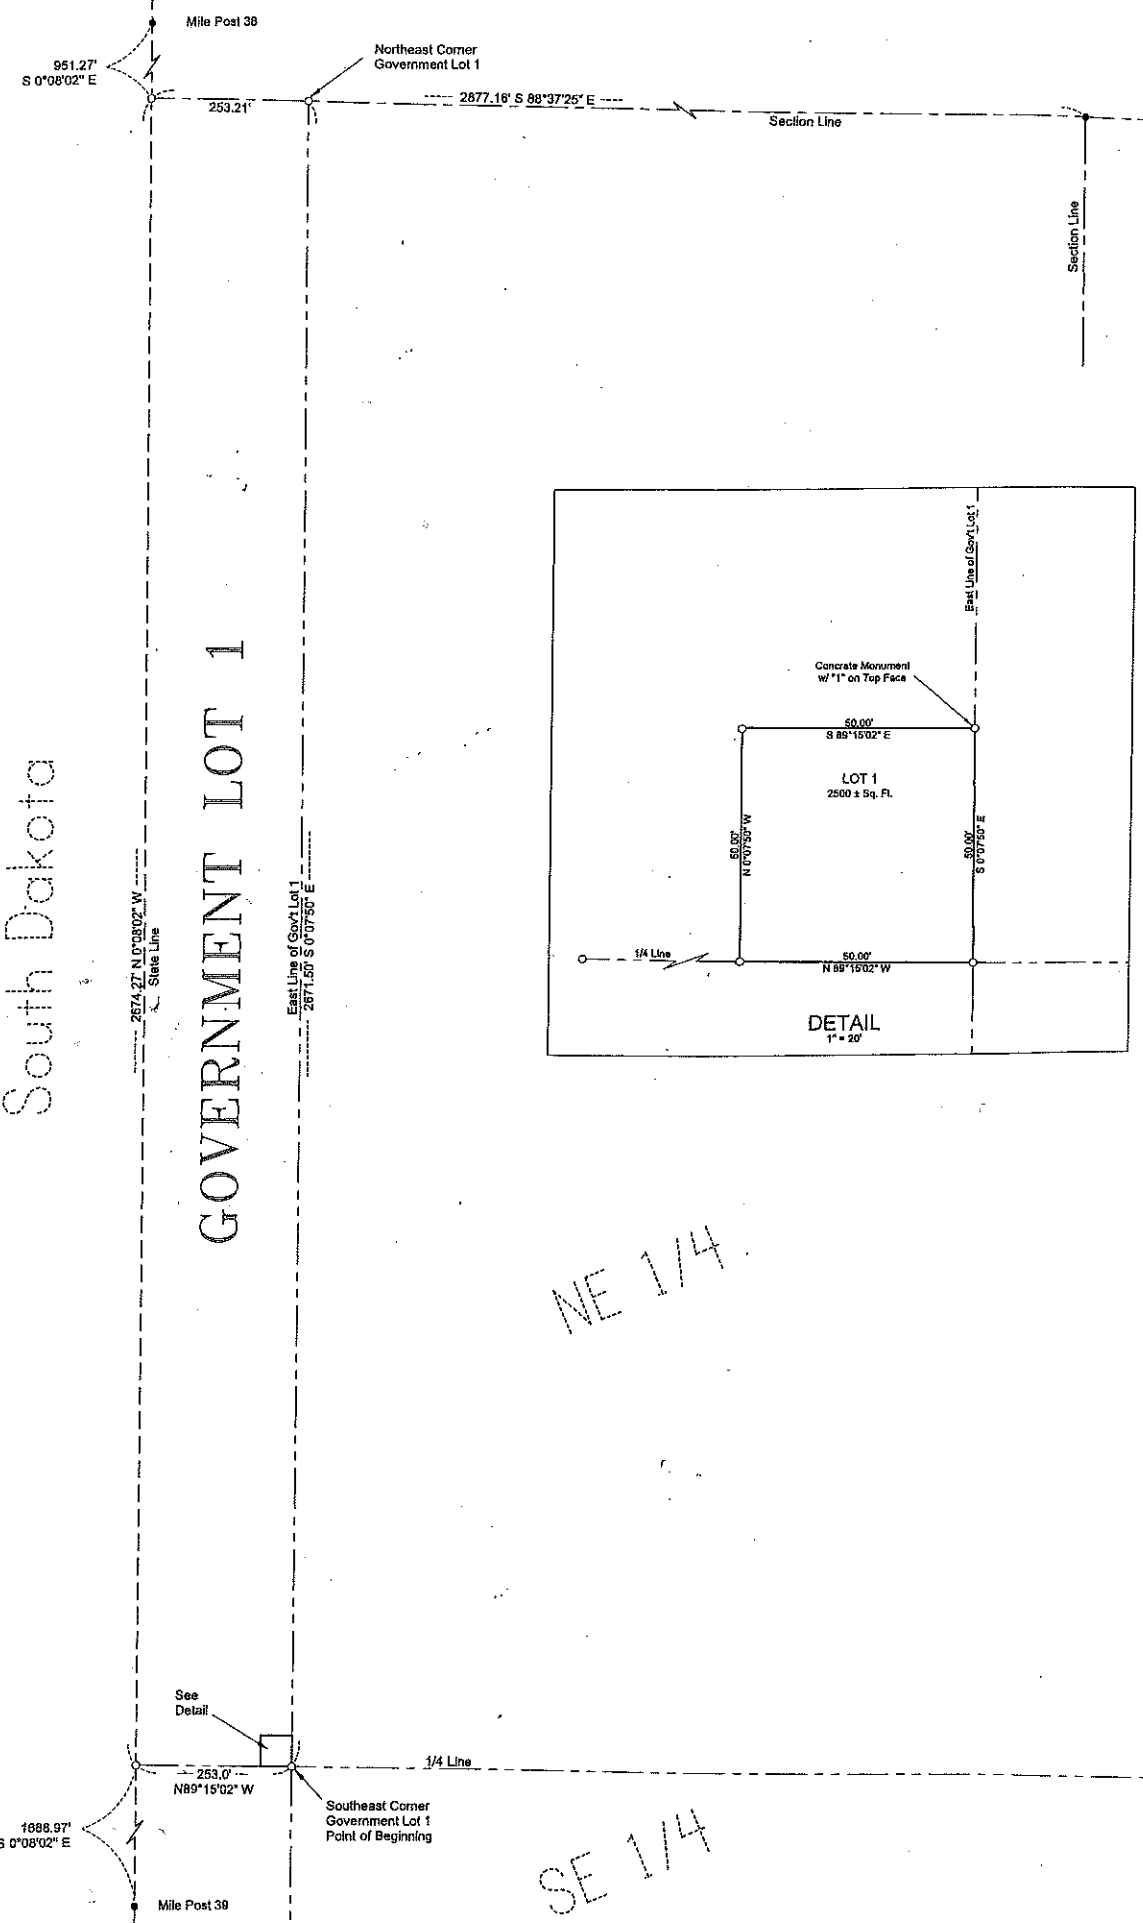 Mile Post 38
951.27'
S 0°08'02" E
Northeast Corner
Government Lot 1
253.21'
2877.16' S 88°37'25" E
Section Line
Section Line
South Dakota
2674.27' N 0°08'02" W
State Line
GOVERNMENT LOT 1
East Line of Gov't Lot 1
2671.50' S 0°07'50" E
East Line of Gov't Lot 1
Concrete Monument
w/ "1" on Top Face
50.00'
S 89°15'02" E
LOT 1
2500 ± Sq. Ft.
50.00'
N 0°07'50" W
50.00'
S 0°07'50" E
1/4 Line
50.00'
N 89°15'02" W
DETAIL
1" = 20'
NE 1/4
See
Detail
253.0'
N89°15'02" W
1/4 Line
Southeast Corner
Government Lot 1
Point of Beginning
1688.97'
S 0°08'02" E
Mile Post 39
SE 1/4